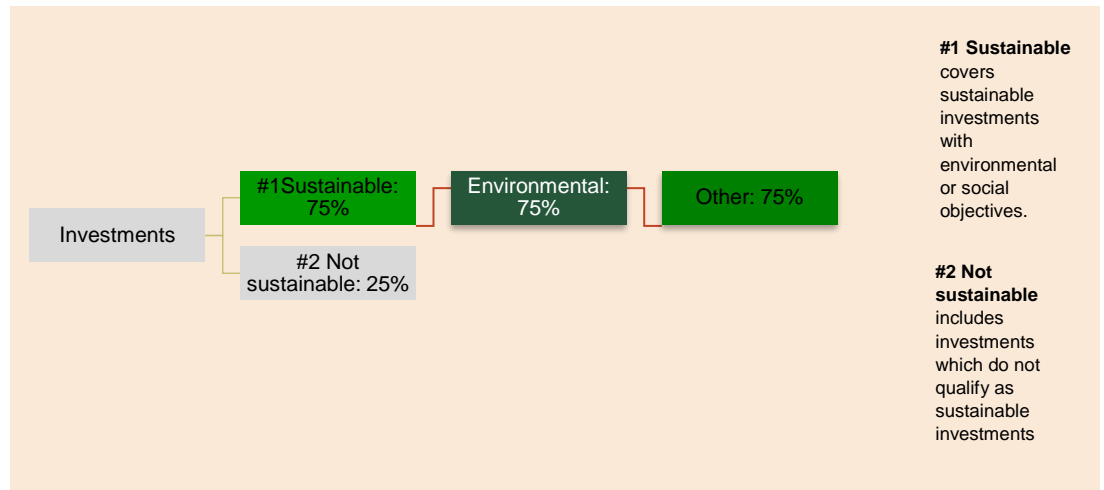 Investments
#1Sustainable:
75%
#2 Not
sustainable: 25%
Environmental:
75%
Other: 75%
#1 Sustainable
covers
sustainable
investments
with
environmental
or social
objectives.
#2 Not
sustainable
includes
investments
which do not
qualify as
sustainable
investments